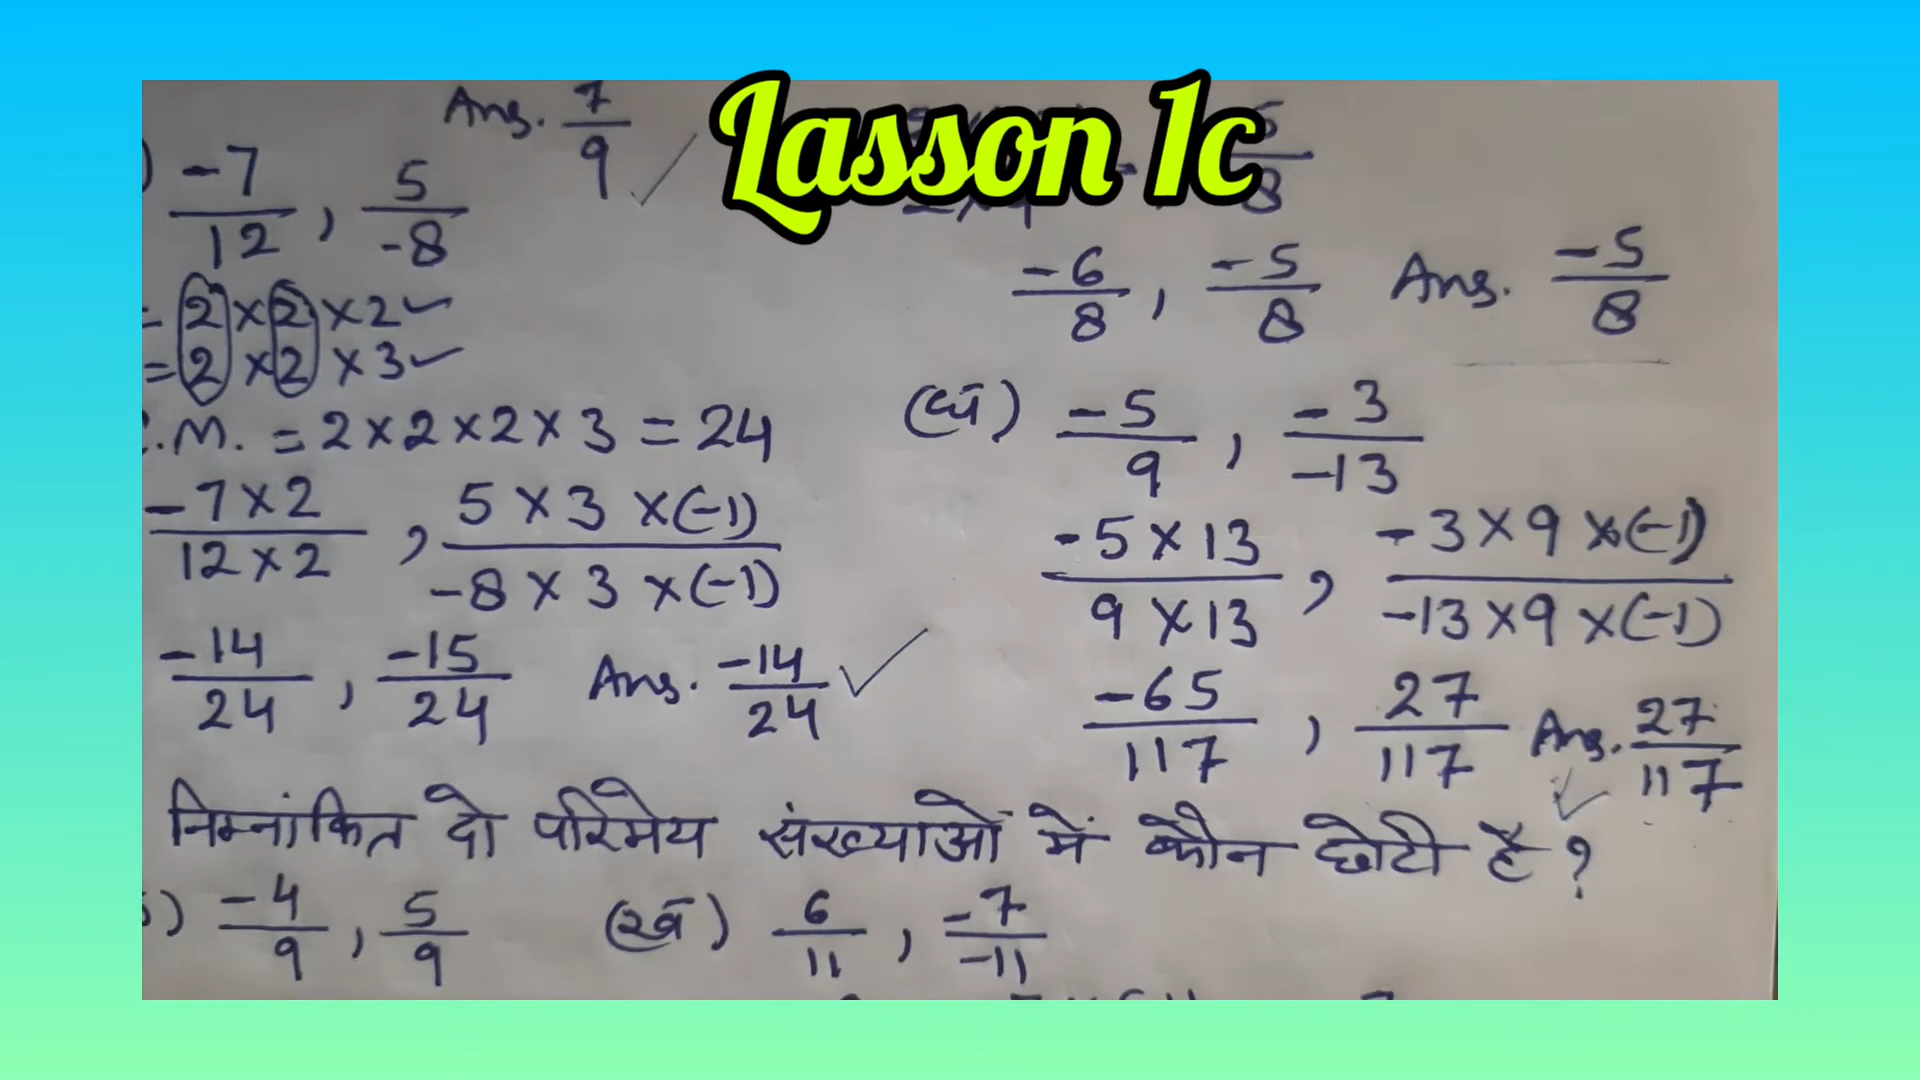 Lasson 1c
Ans. 7/9
-7/12 , 5/-8
= 2 × 2 × 2
= 2 × 2 × 3
.M. = 2 × 2 × 2 × 3 = 24
-7 × 2 / 12 × 2 , 5 × 3 × (-1) / -8 × 3 × (-1)
-14/24 , -15/24 Ans. -14/24
-6/8 , -5/8 Ans. -5/8
(घ) -5/9 , -3/-13
-5 × 13 / 9 × 13 , -3 × 9 × (-1) / -13 × 9 × (-1)
-65/117 , 27/117 Ans. 27/117
निम्नांकित दो परिमेय संख्याओं में कौन छोटी है ?
) -4/9 , 5/9 (ख) 6/11 , -7/-11